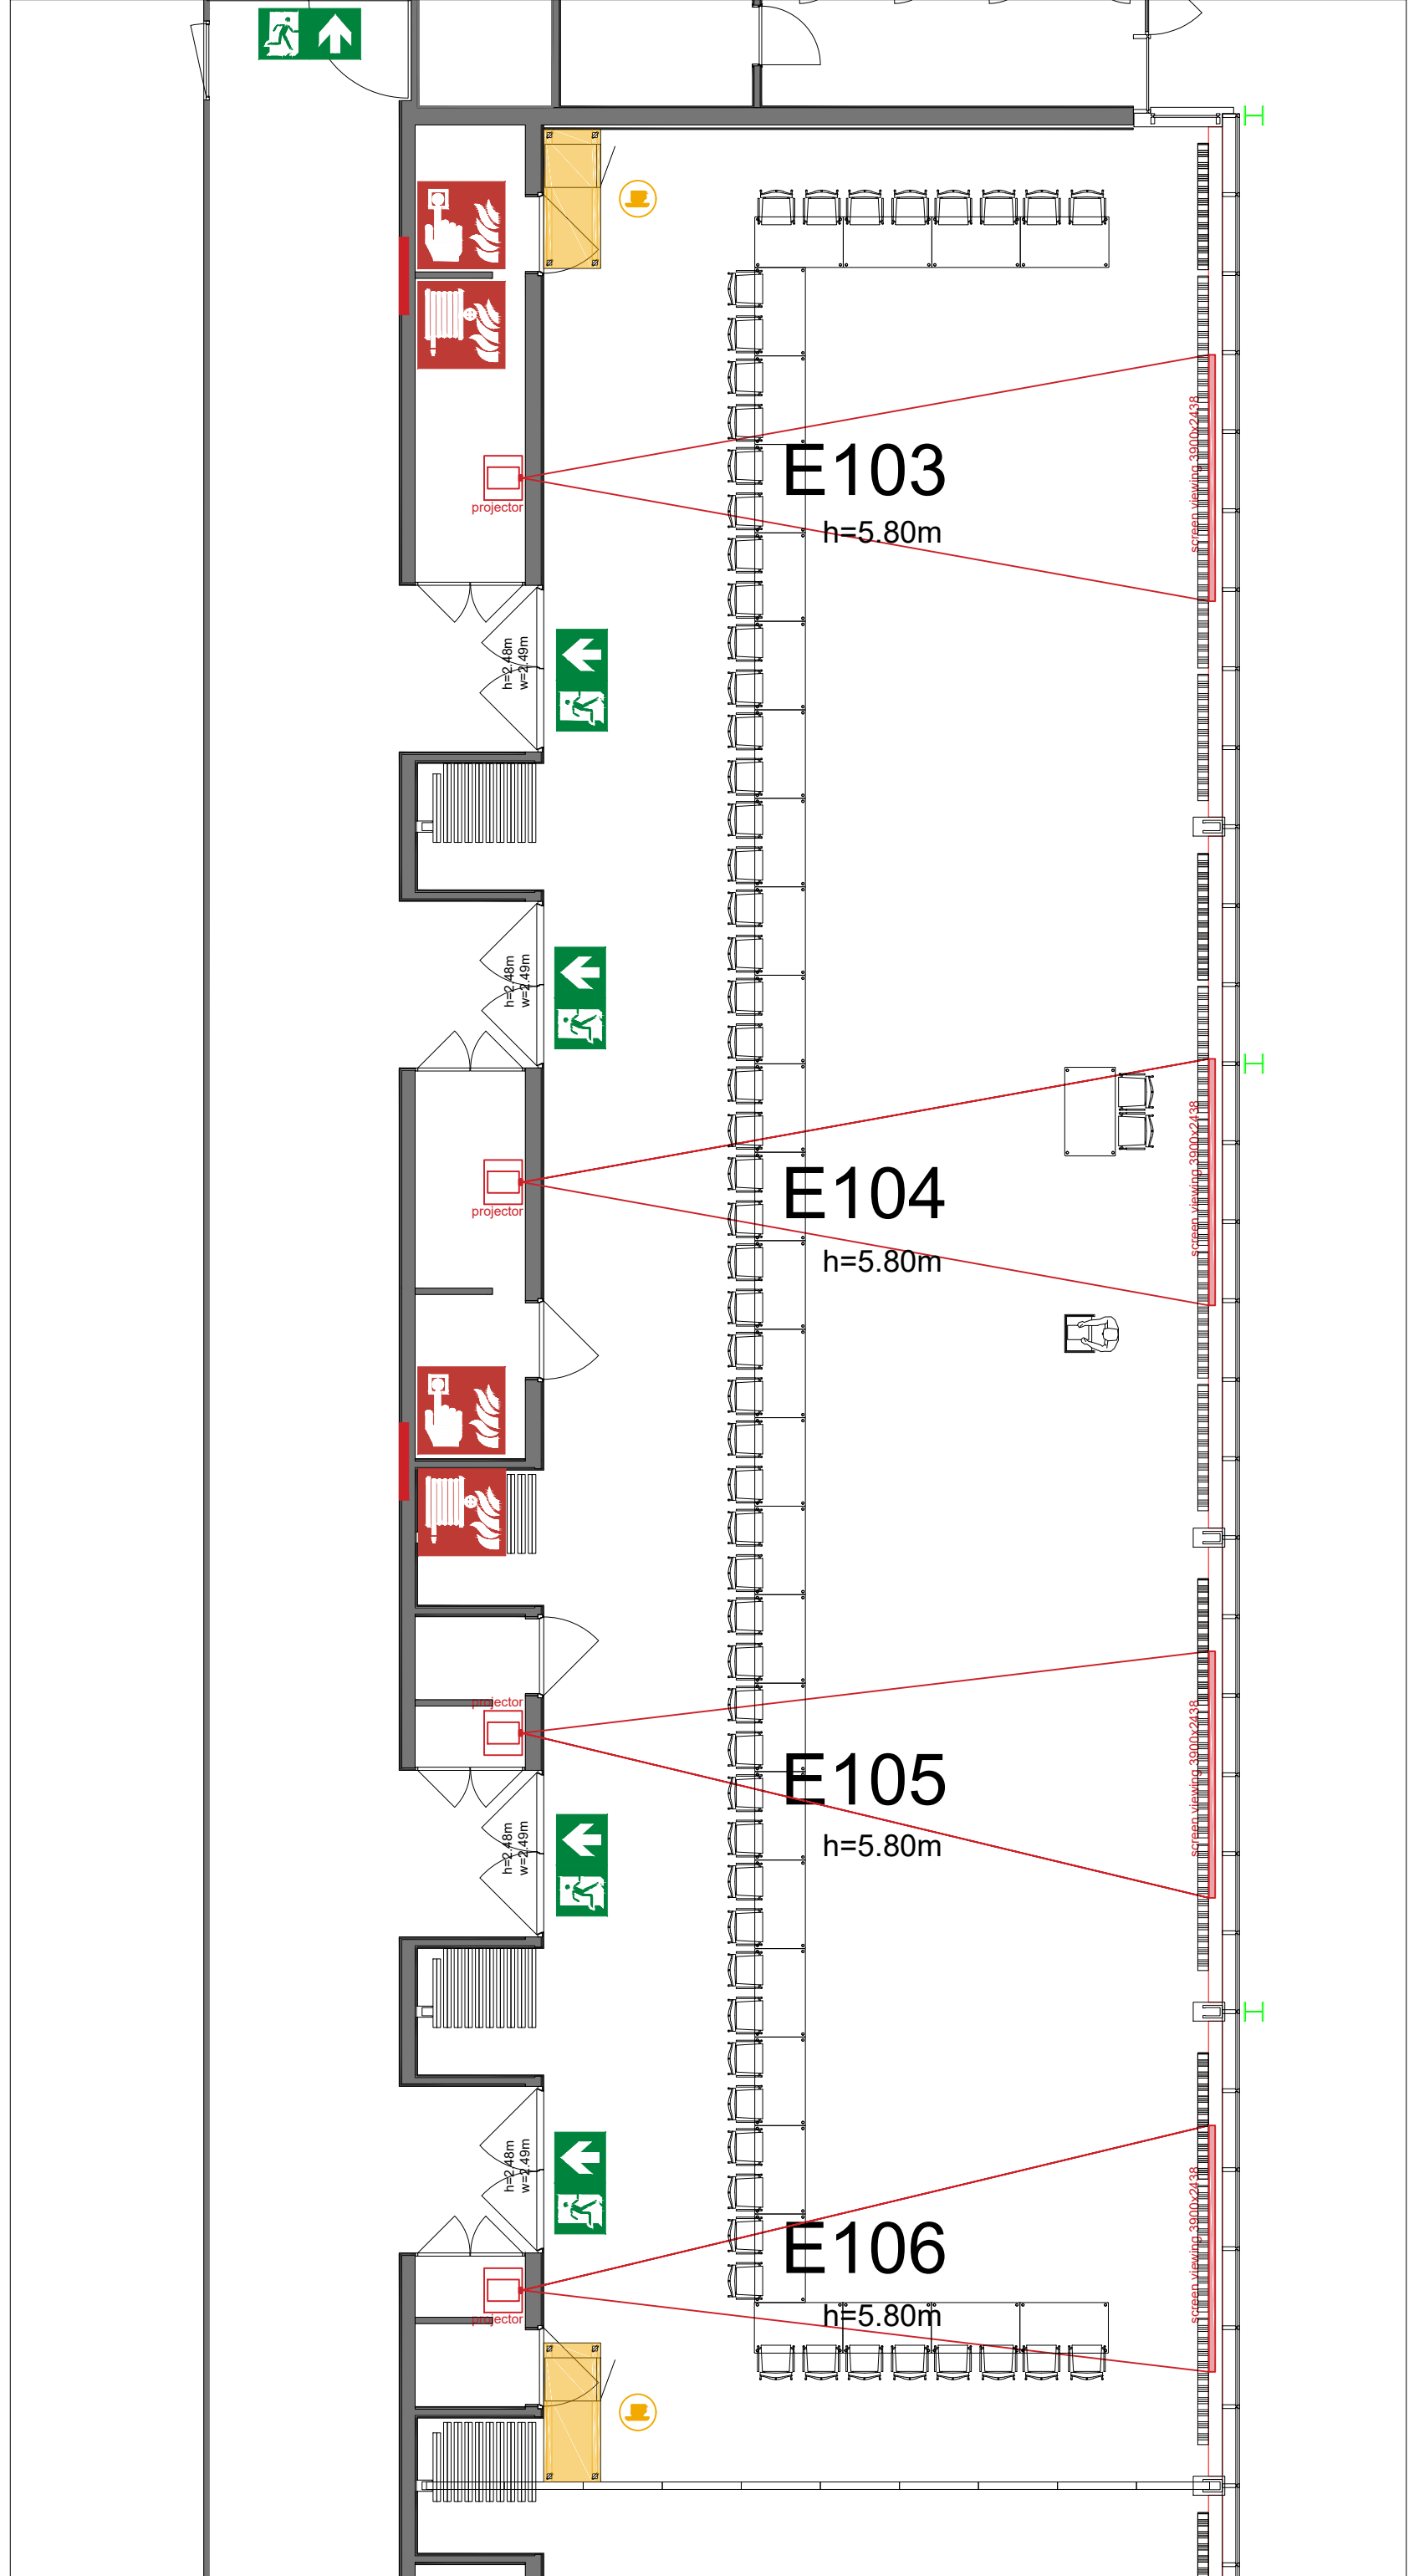 E103
h=5.80m
screen viewing 3900x2438
projector
h=2.48m
w=2.49m
h=2.48m
w=2.49m
E104
h=5.80m
screen viewing 3900x2438
projector
projector
E105
h=5.80m
screen viewing 3900x2438
h=2.48m
w=2.49m
h=2.48m
w=2.49m
E106
h=5.80m
screen viewing 3900x2438
projector